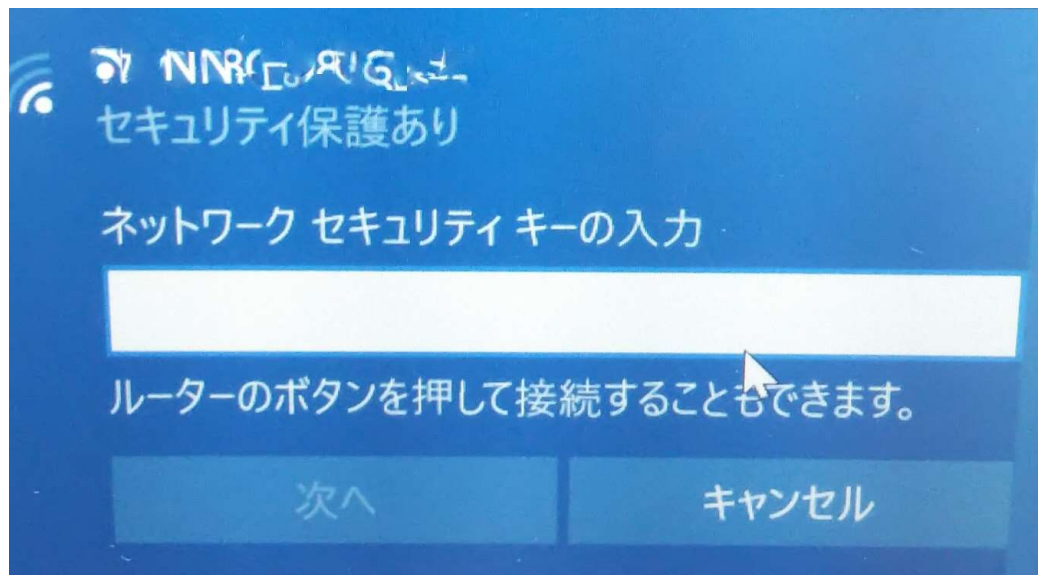 セキュリティ保護あり
ネットワーク セキュリティ キーの入力
ルーターのボタンを押して接続することもできます。
次へ
キャンセル